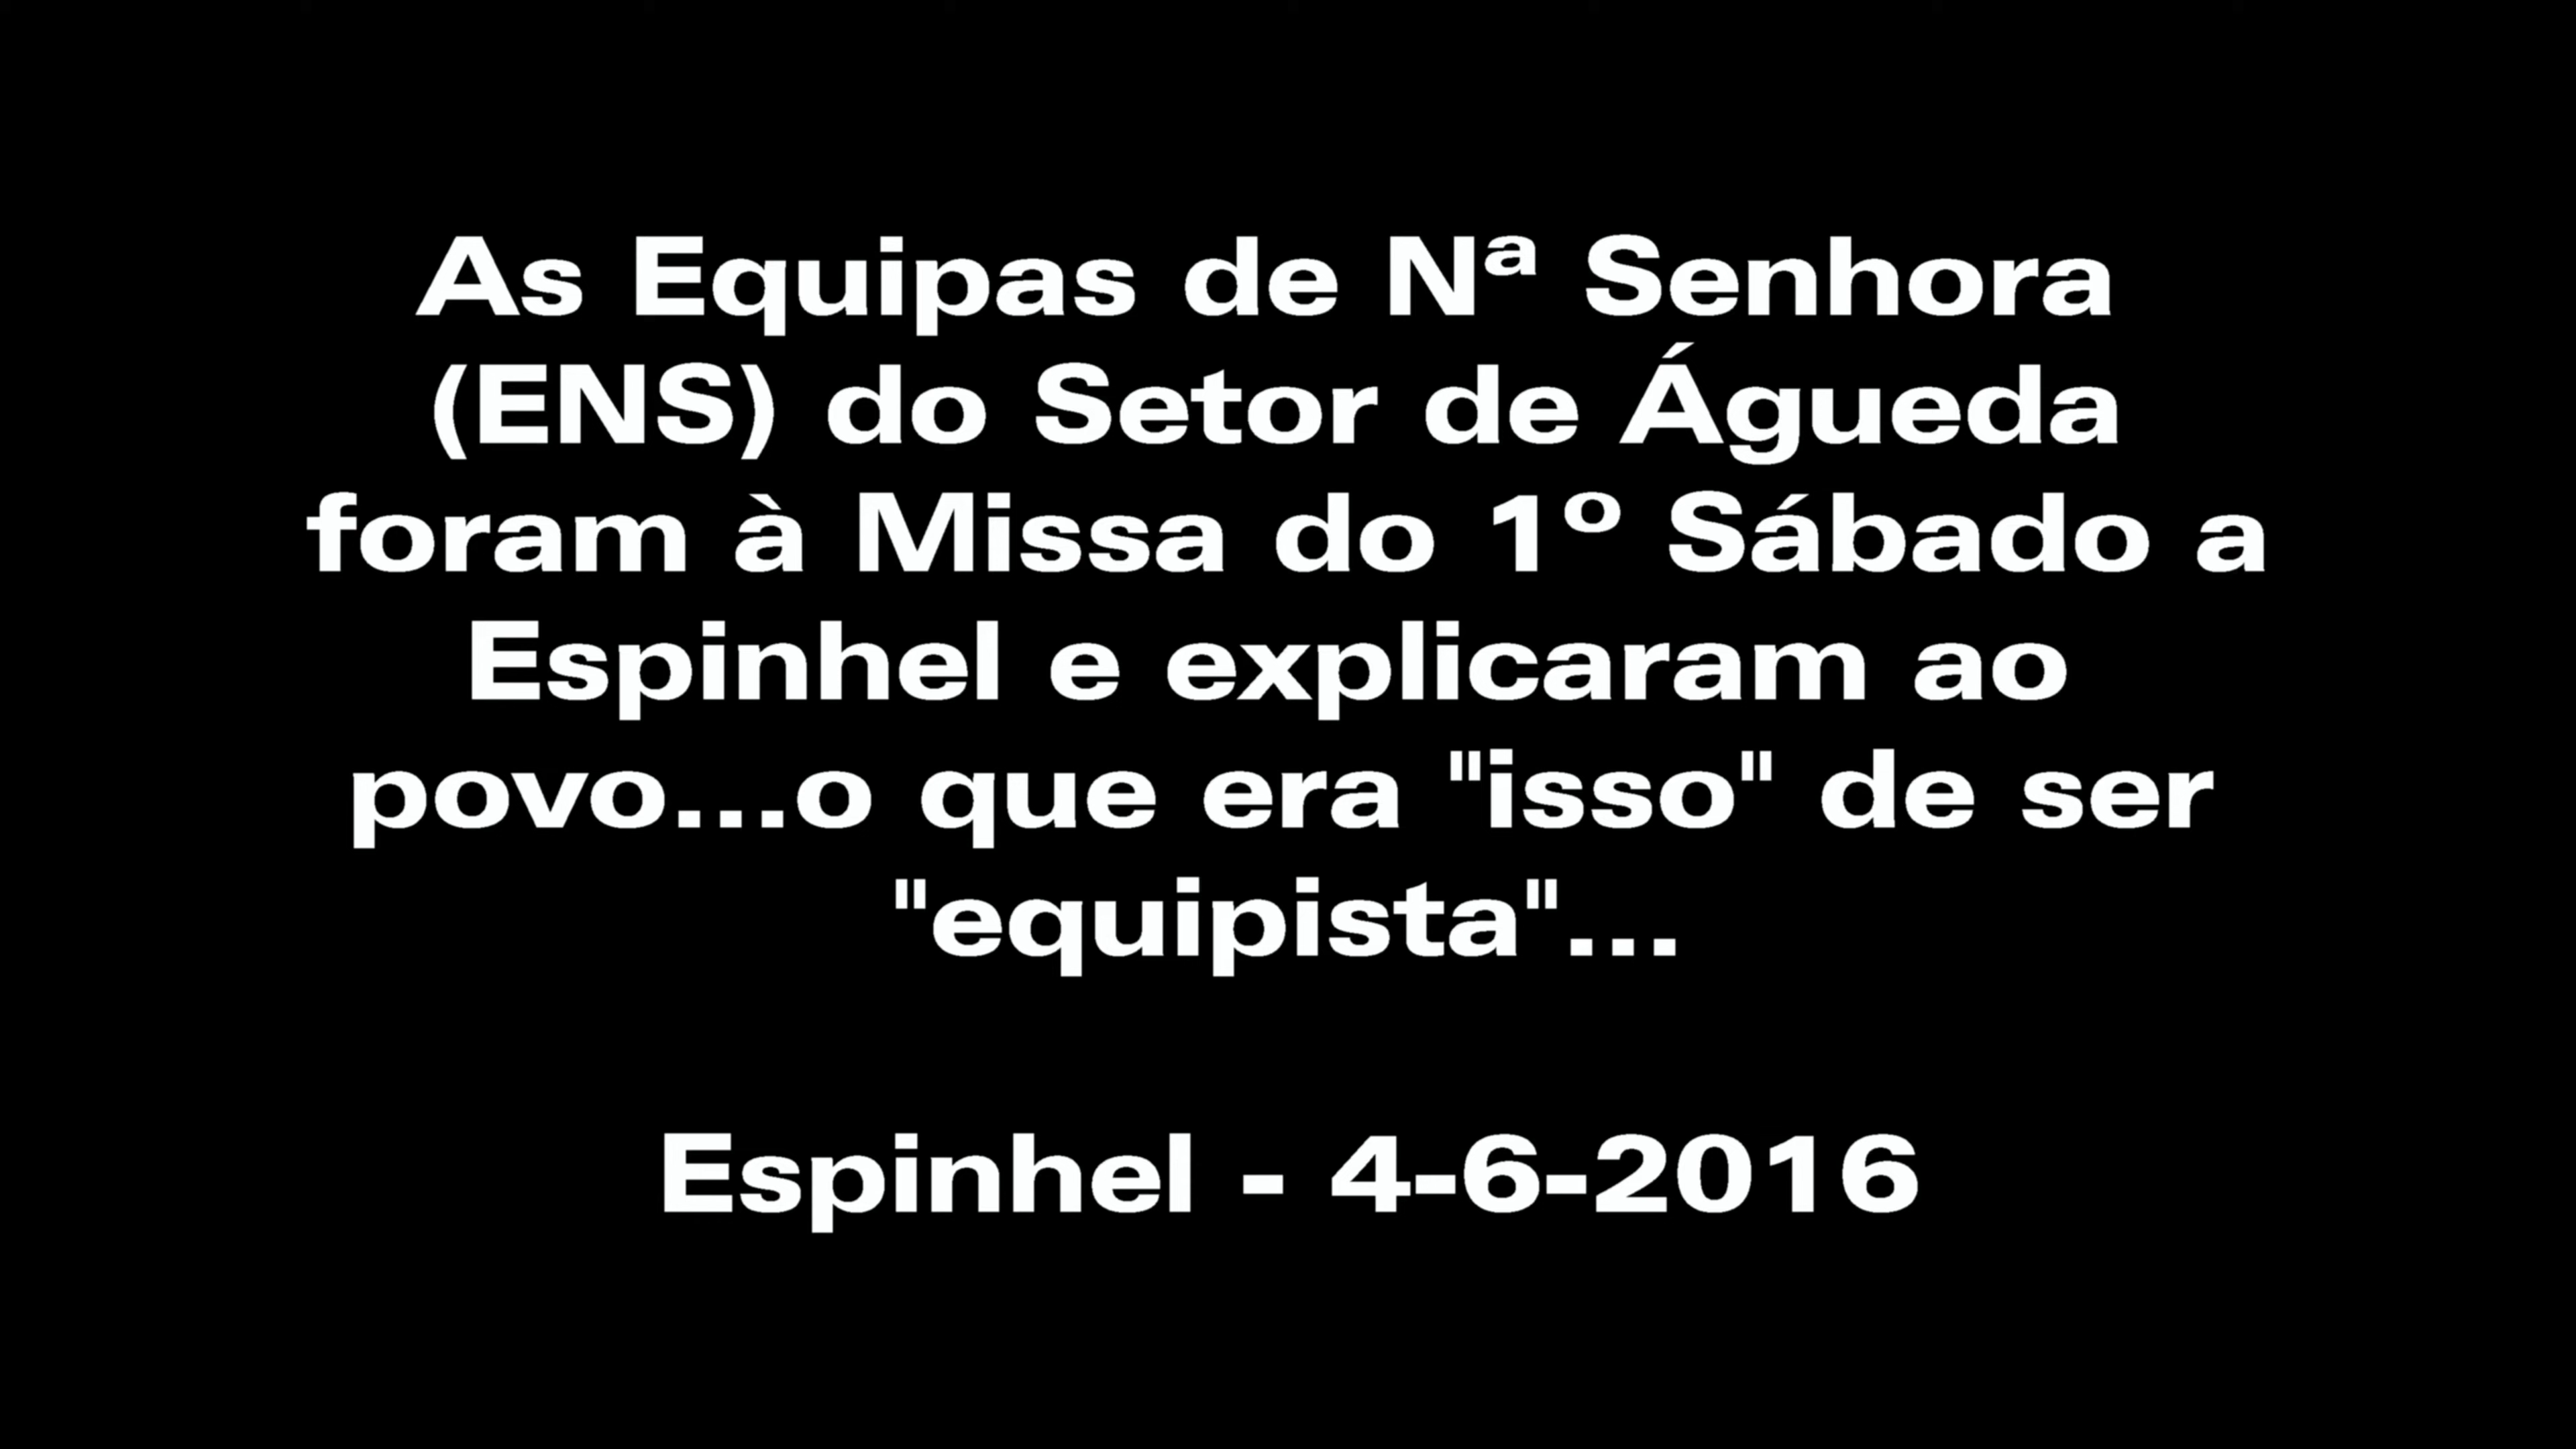 As Equipas de Nª Senhora
(ENS) do Setor de Águeda
foram à Missa do 1º Sábado a
Espinhel e explicaram ao
povo...o que era "isso" de ser
"equipista"...
Espinhel - 4-6-2016